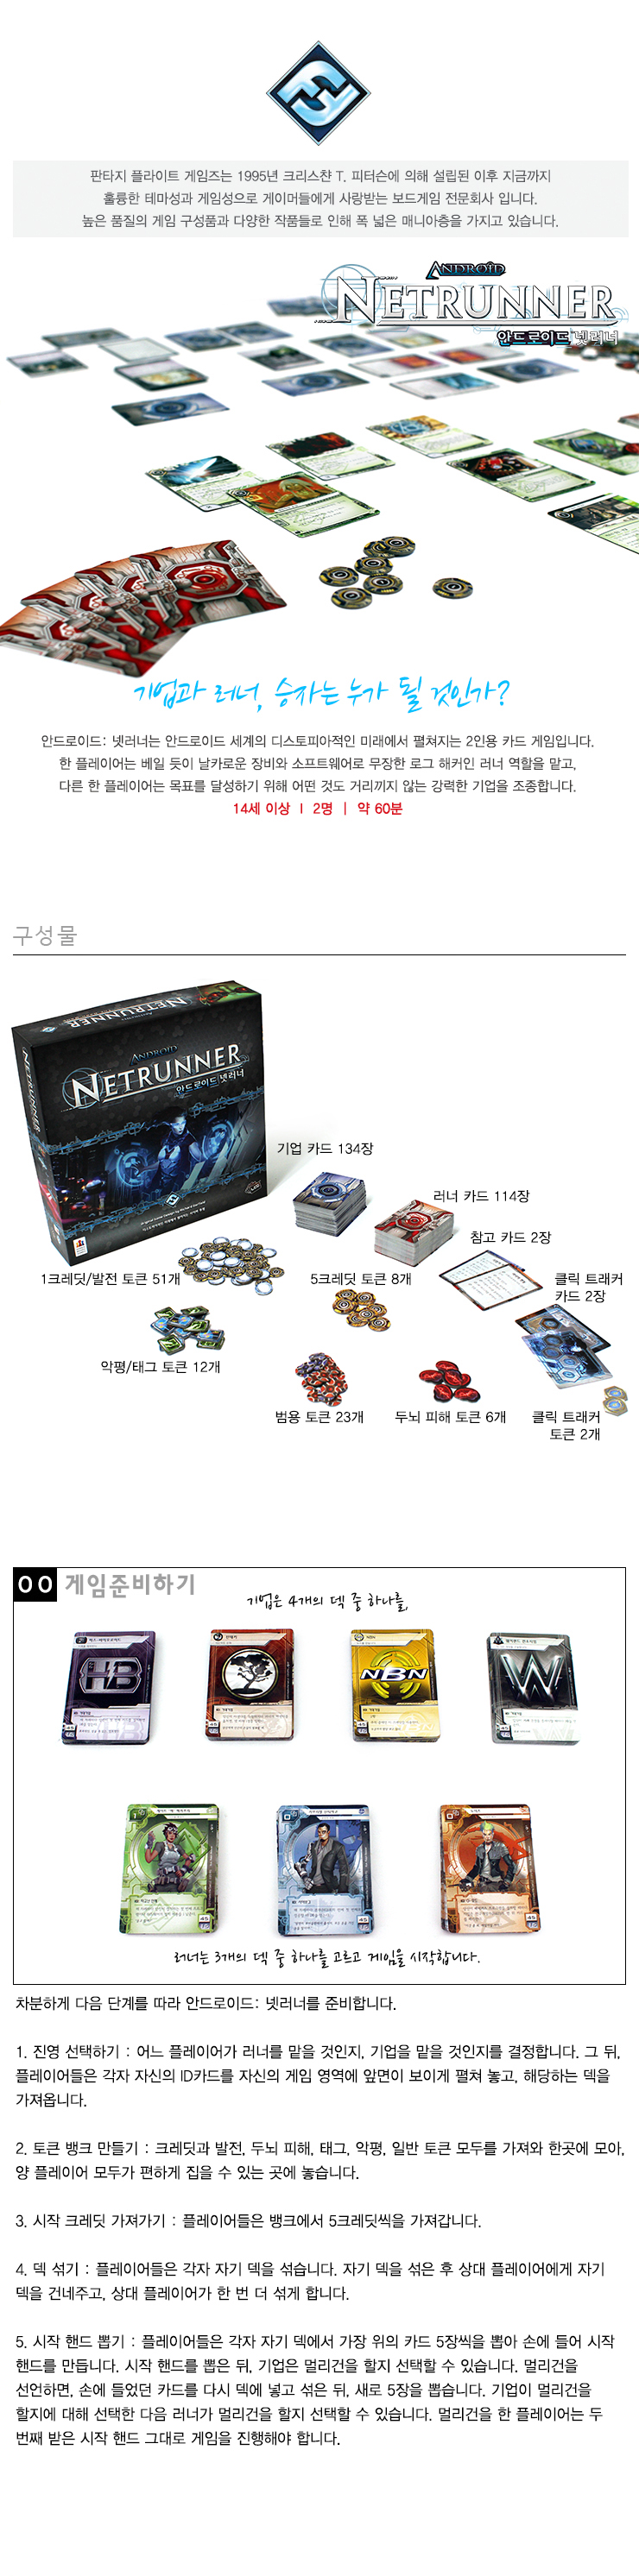 판타지 플라이트 게임즈는 1995년 크리스챤 T. 피터슨에 의해 설립된 이후 지금까지
훌륭한 테마성과 게임성으로 게이머들에게 사랑받는 보드게임 전문회사 입니다.
높은 품질의 게임 구성품과 다양한 작품들로 인해 폭 넓은 매니아층을 가지고 있습니다.
ANDROID
NETRUNNER
안드로이드 넷러너
기업과 러너, 승자는 누가 될 것인가?
안드로이드: 넷러너는 안드로이드 세계의 디스토피아적인 미래에서 펼쳐지는 2인용 카드 게임입니다.
한 플레이어는 베일 듯이 날카로운 장비와 소프트웨어로 무장한 로그 해커인 러너 역할을 맡고,
다른 한 플레이어는 목표를 달성하기 위해 어떤 것도 거리끼지 않는 강력한 기업을 조종합니다.
14세 이상 | 2명 | 약 60분
구성물
ANDROID
NETRUNNER
안드로이드 넷러너
NETRUNNER
기업 카드 134장
러너 카드 114장
참고 카드 2장
1크레딧/발전 토큰 51개
5크레딧 토큰 8개
클릭 트래커
카드 2장
악평/태그 토큰 12개
범용 토큰 23개
두뇌 피해 토큰 6개
클릭 트래커
토큰 2개
00 게임준비하기
기업은 4개의 덱 중 하나를,
HB
NBN
W
러너는 3개의 덱 중 하나를 고르고 게임을 시작합니다.
차분하게 다음 단계를 따라 안드로이드: 넷러너를 준비합니다.
1. 진영 선택하기 : 어느 플레이어가 러너를 맡을 것인지, 기업을 맡을 것인지를 결정합니다. 그 뒤,
플레이어들은 각자 자신의 ID카드를 자신의 게임 영역에 앞면이 보이게 펼쳐 놓고, 해당하는 덱을
가져옵니다.
2. 토큰 뱅크 만들기 : 크레딧과 발전, 두뇌 피해, 태그, 악평, 일반 토큰 모두를 가져와 한곳에 모아,
양 플레이어 모두가 편하게 집을 수 있는 곳에 놓습니다.
3. 시작 크레딧 가져가기 : 플레이어들은 뱅크에서 5크레딧씩을 가져갑니다.
4. 덱 섞기 : 플레이어들은 각자 자기 덱을 섞습니다. 자기 덱을 섞은 후 상대 플레이어에게 자기
덱을 건네주고, 상대 플레이어가 한 번 더 섞게 합니다.
5. 시작 핸드 뽑기 : 플레이어들은 각자 자기 덱에서 가장 위의 카드 5장씩을 뽑아 손에 들어 시작
핸드를 만듭니다. 시작 핸드를 뽑은 뒤, 기업은 멀리건을 할지 선택할 수 있습니다. 멀리건을
선언하면, 손에 들었던 카드를 다시 덱에 넣고 섞은 뒤, 새로 5장을 뽑습니다. 기업이 멀리건을
할지에 대해 선택한 다음 러너가 멀리건을 할지 선택할 수 있습니다. 멀리건을 한 플레이어는 두
번째 받은 시작 핸드 그대로 게임을 진행해야 합니다.